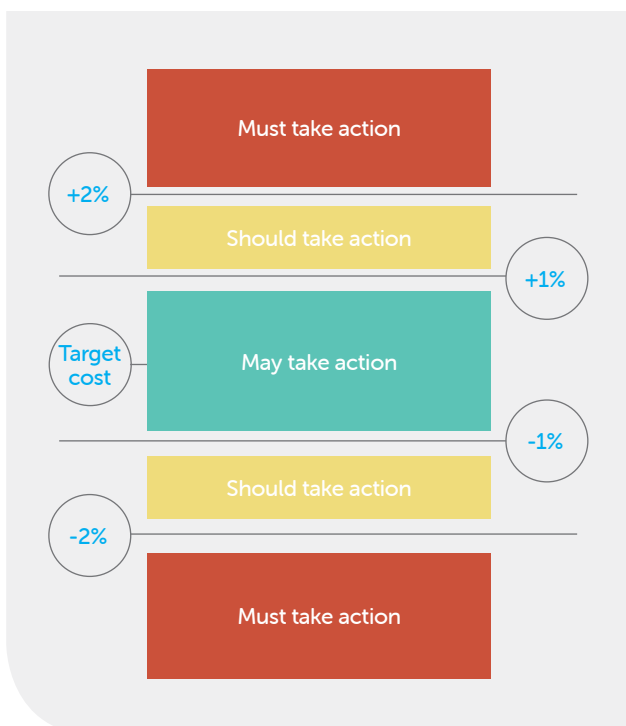 Must take action
+2%
Should take action
+1%
Target
cost
May take action
-1%
Should take action
-2%
Must take action